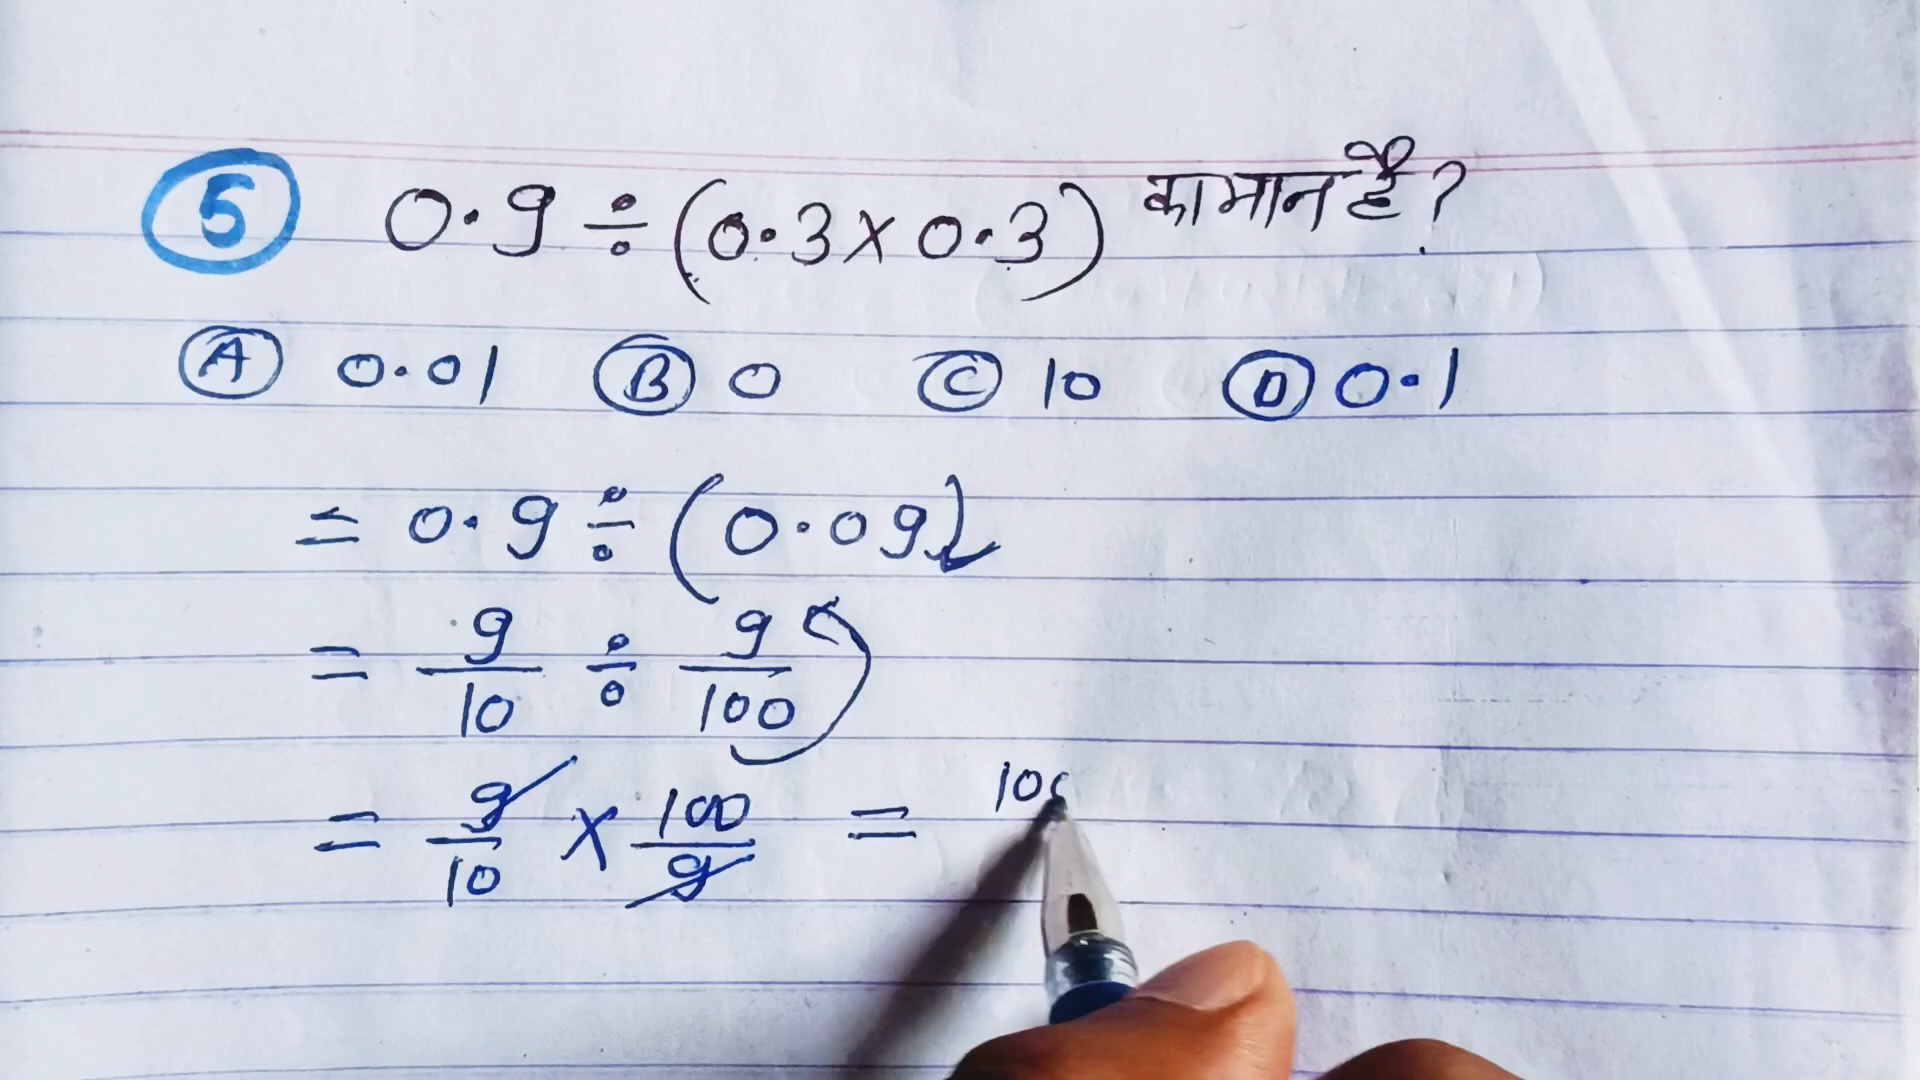 5 0.9 ÷ (0.3 × 0.3) का मान है?
A 0.01 B 0 C 10 D 0.1
= 0.9 ÷ (0.09)
= 9/10 ÷ 9/100
= 9/10 × 100/9 = 100